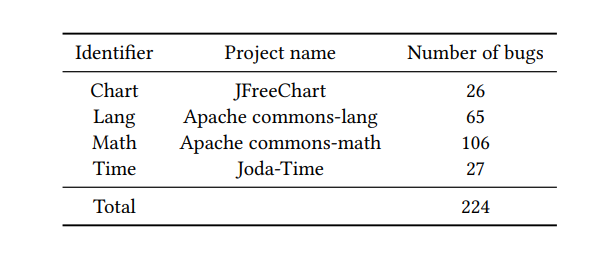 Identifier Project name Number of bugs
Chart JFreeChart 26
Lang Apache commons-lang 65
Math Apache commons-math 106
Time Joda-Time 27
Total 224